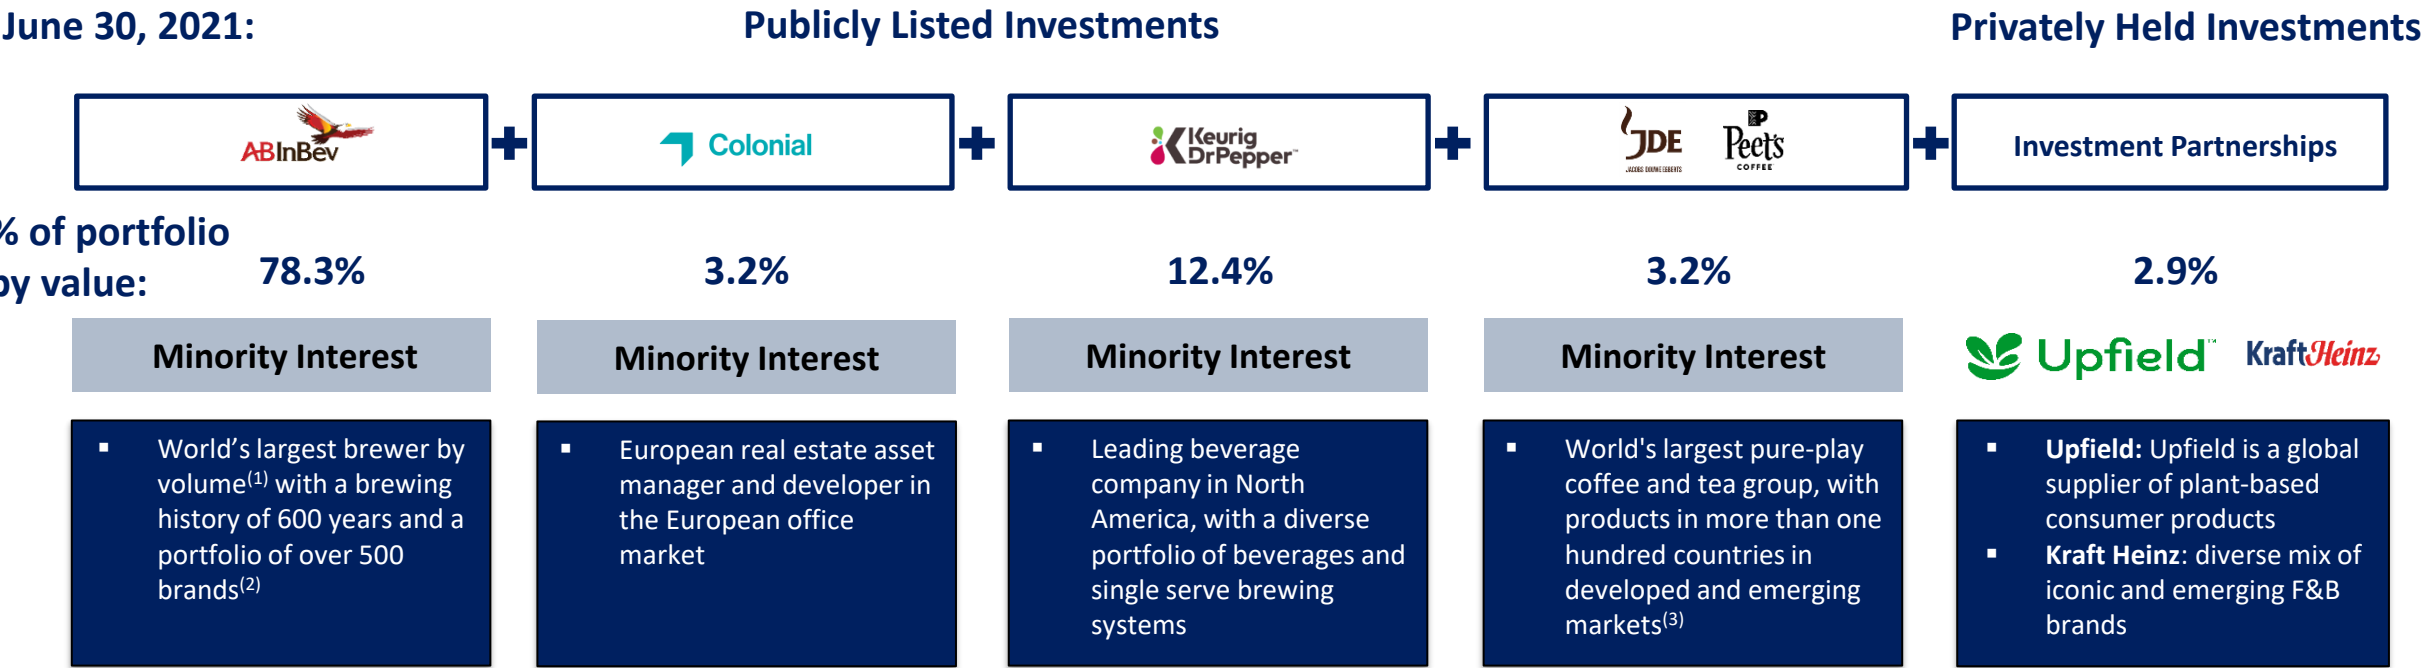 June 30, 2021:
Publicly Listed Investments
Privately Held Investments
ABInBev
Colonial
Keurig
DrPepper™
JDE
JACOBS DOUWE EGBERTS
Peet's
COFFEE
Investment Partnerships
% of portfolio
by value:
78.3%
3.2%
12.4%
3.2%
2.9%
Minority Interest
Minority Interest
Minority Interest
Minority Interest
Upfield™
KraftHeinz
▪ World's largest brewer by
volume(1) with a brewing
history of 600 years and a
portfolio of over 500
brands(2)
▪ European real estate asset
manager and developer in
the European office
market
▪ Leading beverage
company in North
America, with a diverse
portfolio of beverages and
single serve brewing
systems
▪ World's largest pure-play
coffee and tea group, with
products in more than one
hundred countries in
developed and emerging
markets(3)
▪ Upfield: Upfield is a global
supplier of plant-based
consumer products
▪ Kraft Heinz: diverse mix of
iconic and emerging F&B
brands